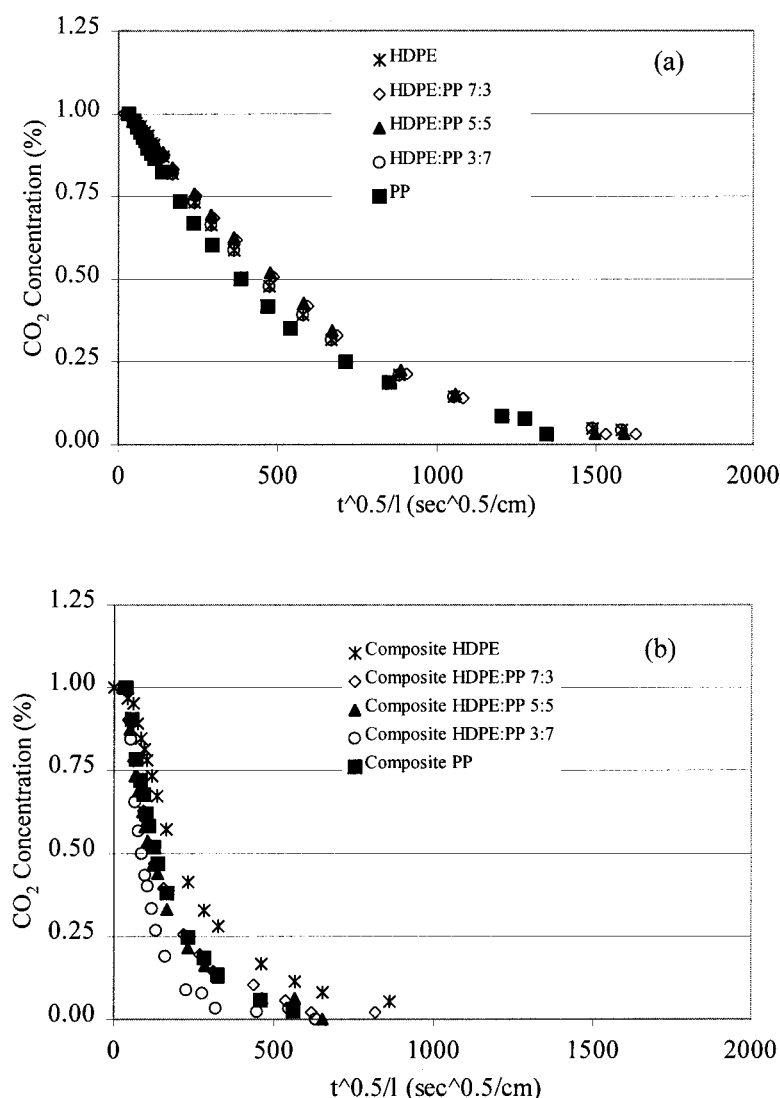 (a)
HDPE
HDPE:PP 7:3
HDPE:PP 5:5
HDPE:PP 3:7
PP
CO2 Concentration (%)
1.25
1.00
0.75
0.50
0.25
0.00
0 500 1000 1500 2000
t^0.5/l (sec^0.5/cm)
(b)
Composite HDPE
Composite HDPE:PP 7:3
Composite HDPE:PP 5:5
Composite HDPE:PP 3:7
Composite PP
CO2 Concentration (%)
1.25
1.00
0.75
0.50
0.25
0.00
0 500 1000 1500 2000
t^0.5/l (sec^0.5/cm)